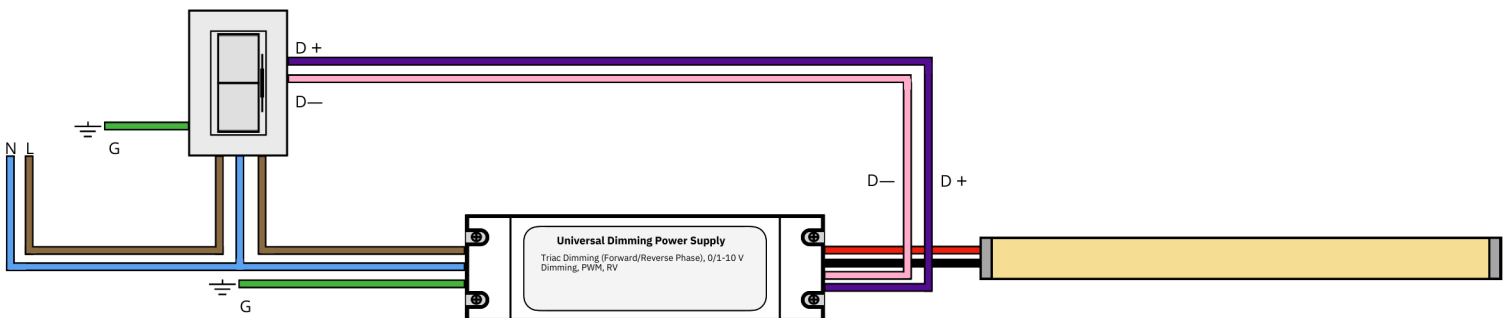 D +
D—
G
N L
D— D +
Universal Dimming Power Supply
Triac Dimming (Forward/Reverse Phase), 0/1-10 V
Dimming, PWM, RV
G